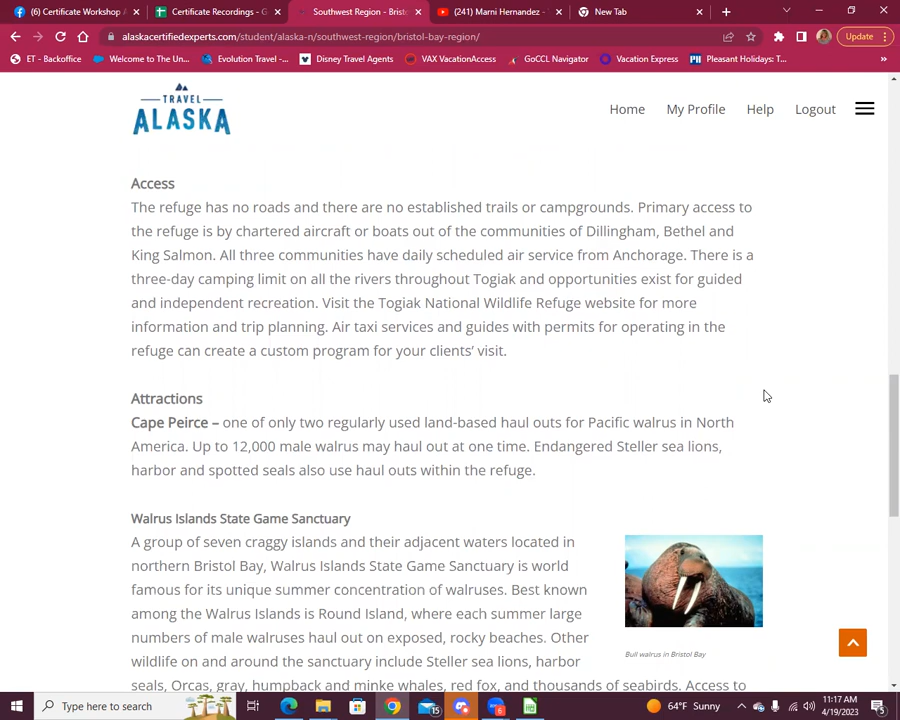 (6) Certificate Workshop
Certificate Recordings - G
Southwest Region - Brist
(241) Marni Hernandez -
New Tab
alaskacertifiedexperts.com/student/alaska-n/southwest-region/bristol-bay-region/
Update
ET - Backoffice
Welcome to The Un...
Evolution Travel -...
Disney Travel Agents
VAX VacationAccess
GoCCL Navigator
Vacation Express
Pleasant Holidays: T...
TRAVEL
ALASKA
Home
My Profile
Help
Logout
Access
The refuge has no roads and there are no established trails or campgrounds. Primary access to
the refuge is by chartered aircraft or boats out of the communities of Dillingham, Bethel and
King Salmon. All three communities have daily scheduled air service from Anchorage. There is a
three-day camping limit on all the rivers throughout Togiak and opportunities exist for guided
and independent recreation. Visit the Togiak National Wildlife Refuge website for more
information and trip planning. Air taxi services and guides with permits for operating in the
refuge can create a custom program for your clients’ visit.
Attractions
Cape Peirce – one of only two regularly used land-based haul outs for Pacific walrus in North
America. Up to 12,000 male walrus may haul out at one time. Endangered Steller sea lions,
harbor and spotted seals also use haul outs within the refuge.
Walrus Islands State Game Sanctuary
A group of seven craggy islands and their adjacent waters located in
northern Bristol Bay, Walrus Islands State Game Sanctuary is world
famous for its unique summer concentration of walruses. Best known
among the Walrus Islands is Round Island, where each summer large
numbers of male walruses haul out on exposed, rocky beaches. Other
wildlife on and around the sanctuary include Steller sea lions, harbor
seals, Orcas, gray, humpback and minke whales, red fox, and thousands of seabirds. Access to
Bull walrus in Bristol Bay
Type here to search
15
6
64°F Sunny
11:17 AM
4/19/2023
5